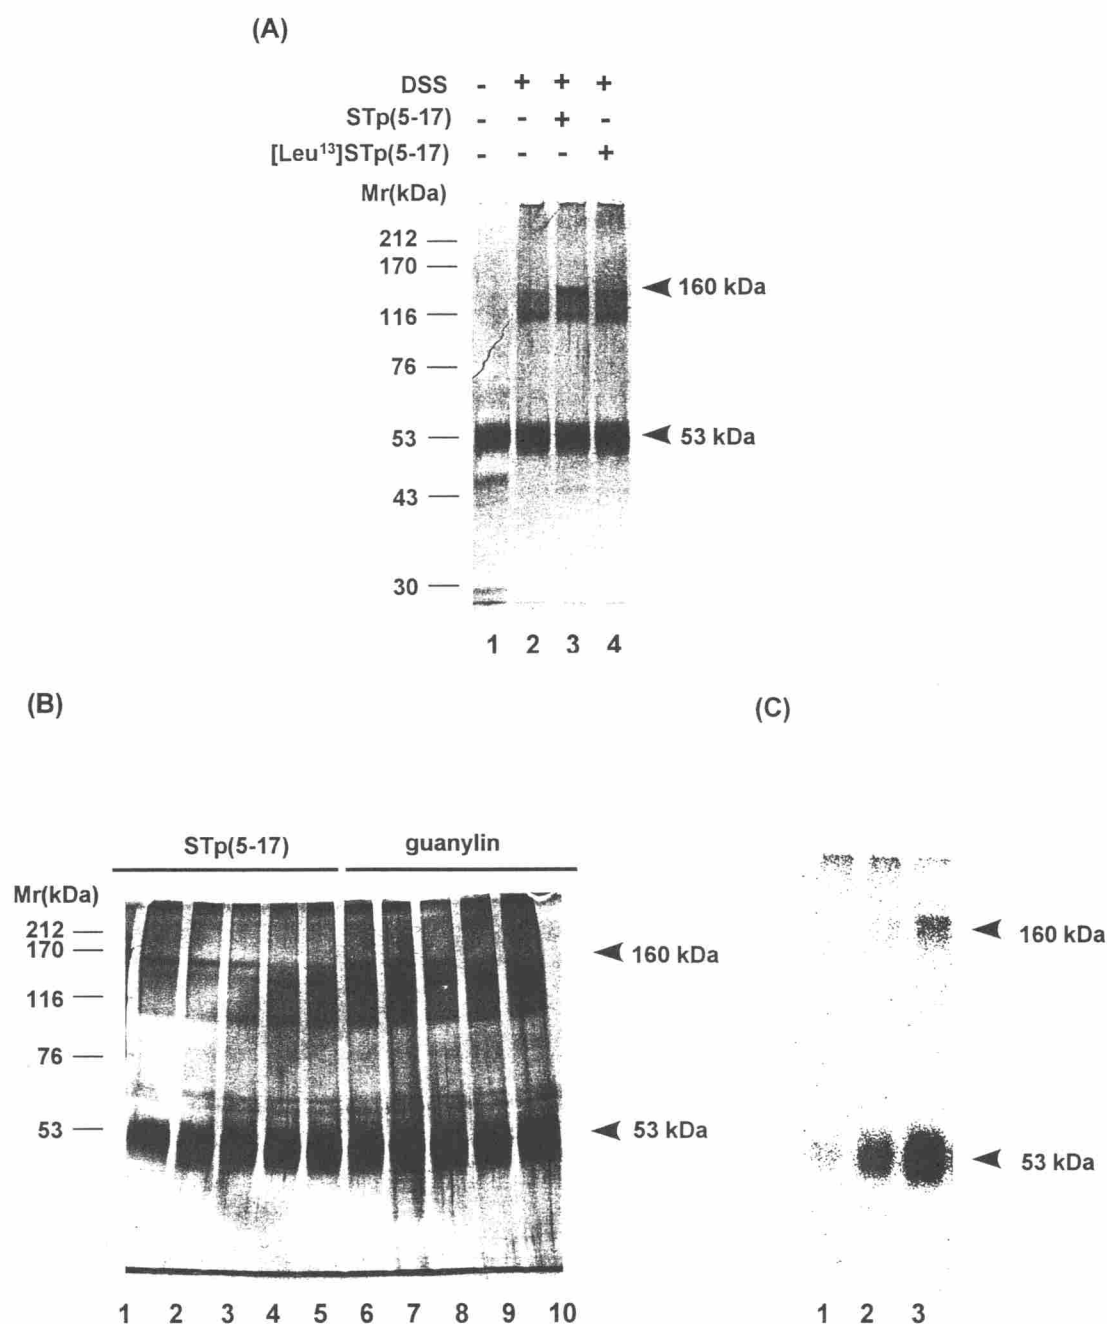 (A)
DSS - + + +
STp(5-17) - - + -
[Leu¹³]STp(5-17) - - - +
Mr(kDa)
212
170
160 kDa
116
76
53
53 kDa
43
30
1 2 3 4
(B)
(C)
STp(5-17) guanylin
Mr(kDa)
212
170
160 kDa
116
76
53
53 kDa
1 2 3 4 5 6 7 8 9 10
160 kDa
53 kDa
1 2 3